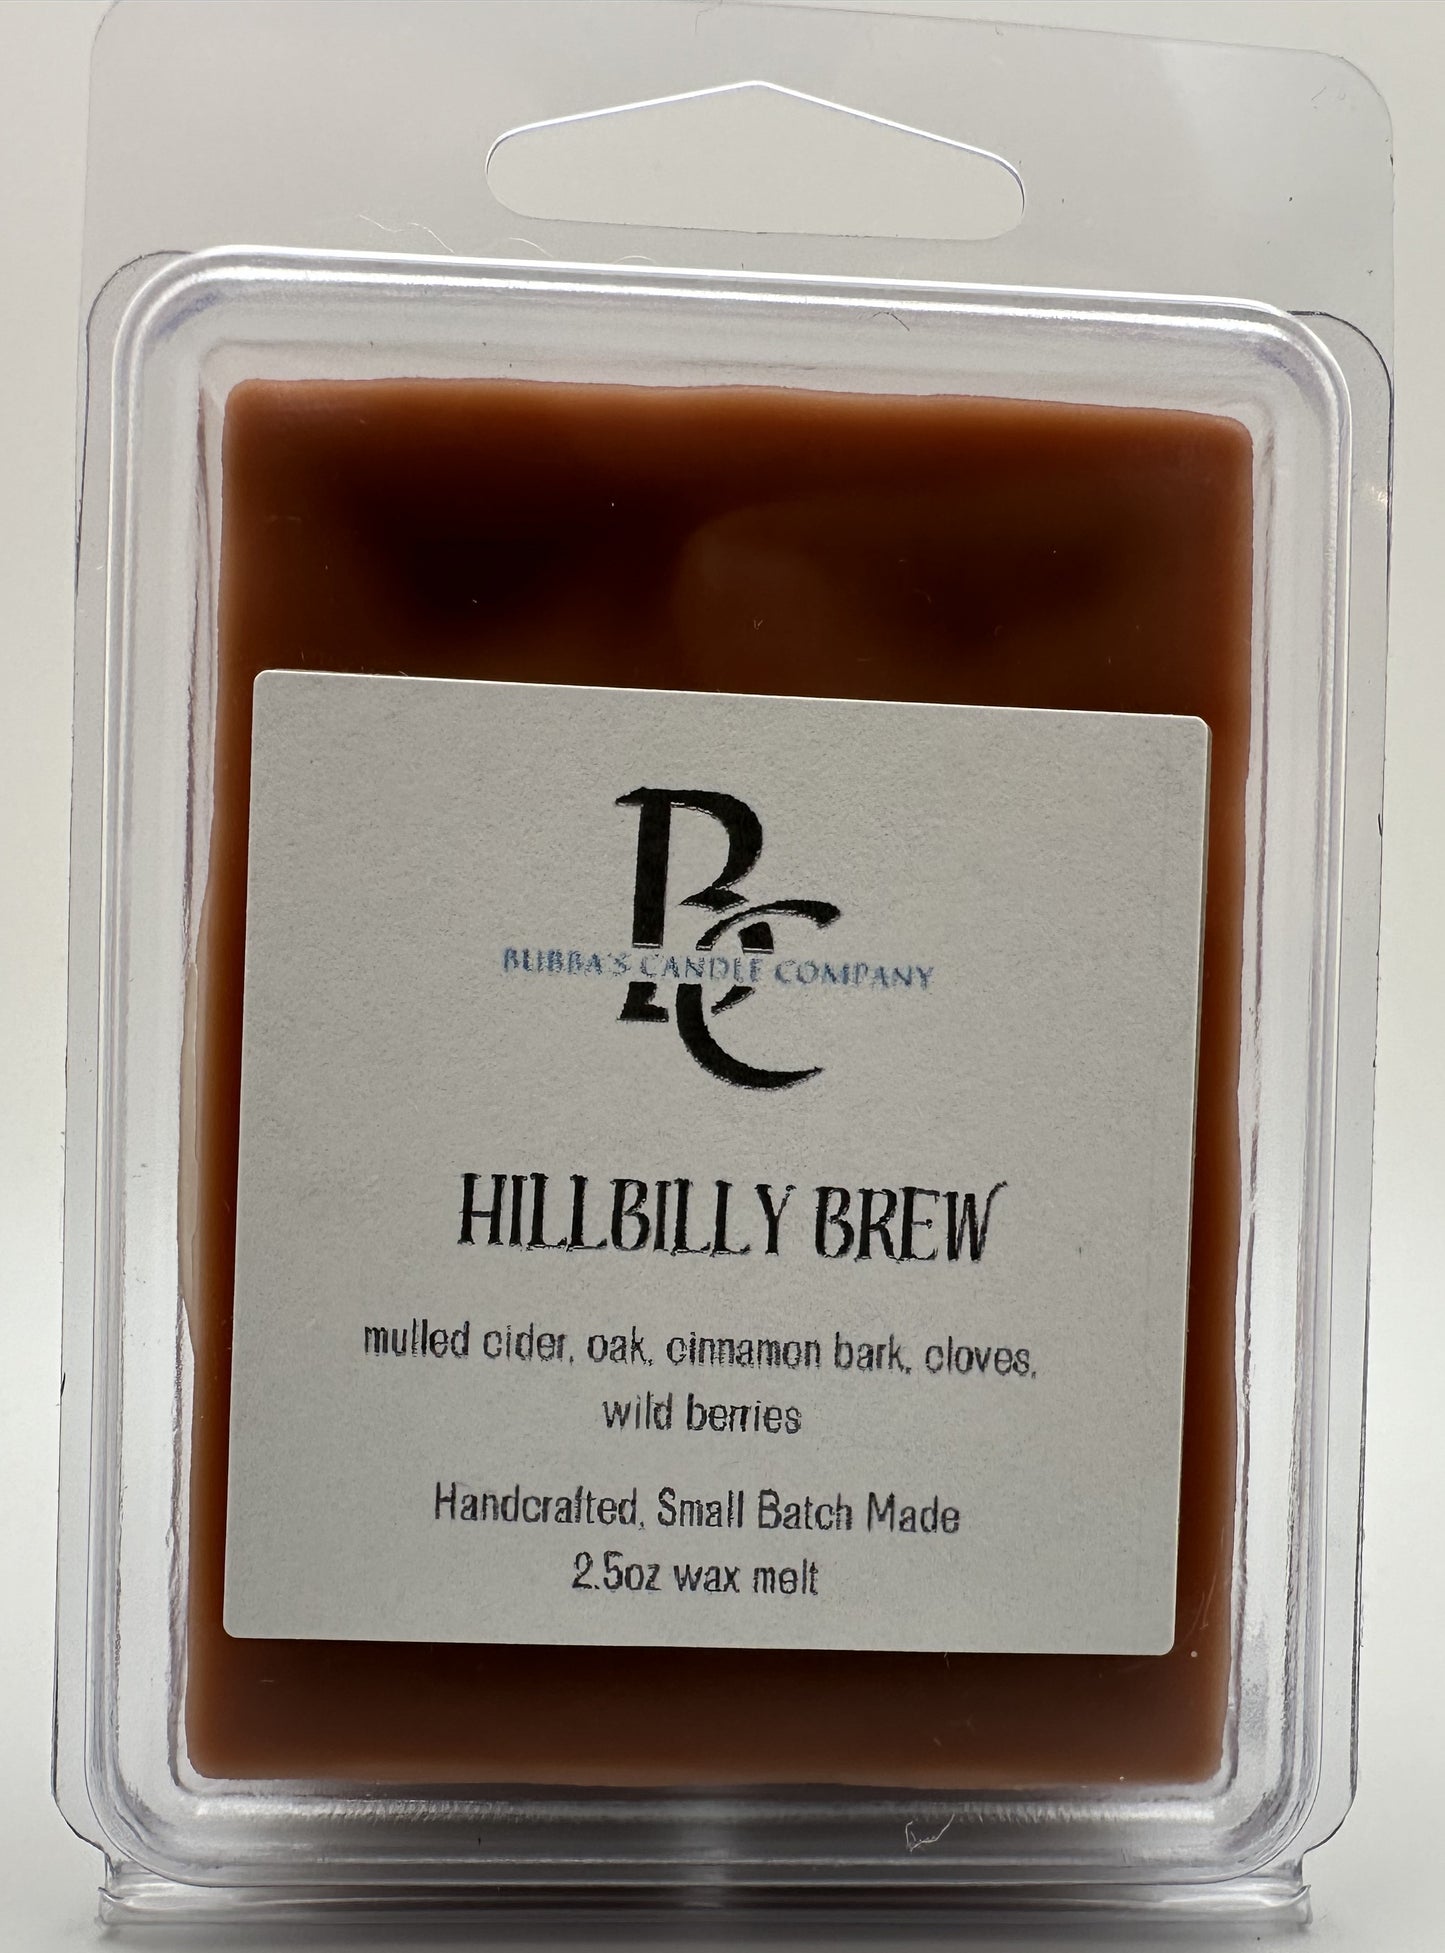 BC
BUBBA'S CANDLE COMPANY
HILLBILLY BREW
mulled cider, oak, cinnamon bark, cloves,
wild berries
Handcrafted, Small Batch Made
2.5oz wax melt